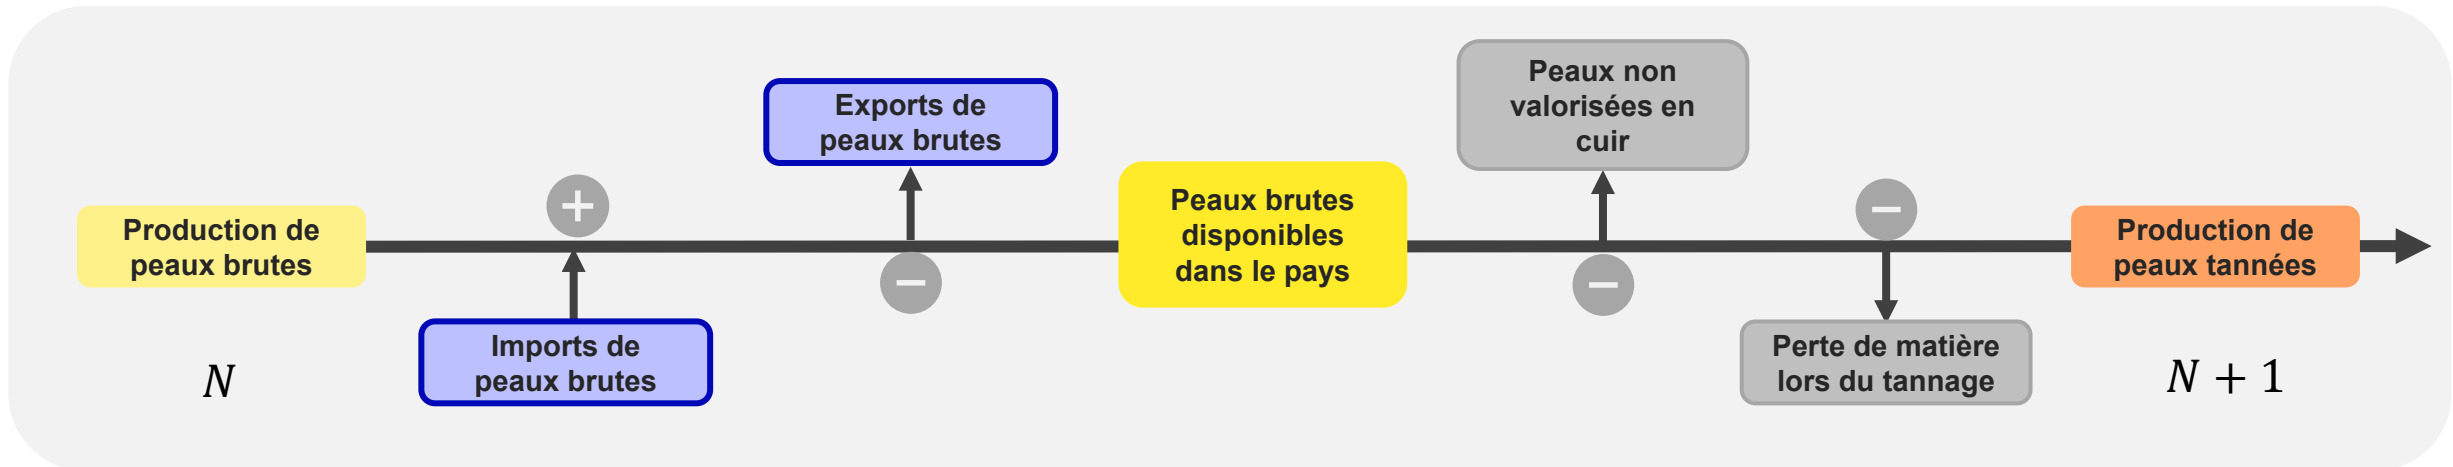 Production de
peaux brutes
N
+
Imports de
peaux brutes
Exports de
peaux brutes
−
Peaux brutes
disponibles
dans le pays
Peaux non
valorisées en
cuir
−
−
Perte de matière
lors du tannage
Production de
peaux tannées
N + 1